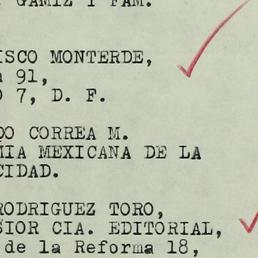 GAMIZ Y FAM.
ISCO MONTERDE,
91,
7, D. F.
DO CORREA M.
MIA MEXICANA DE LA
CIDAD.
RODRIGUEZ TORO,
SIOR CIA. EDITORIAL,
de la Reforma 18,